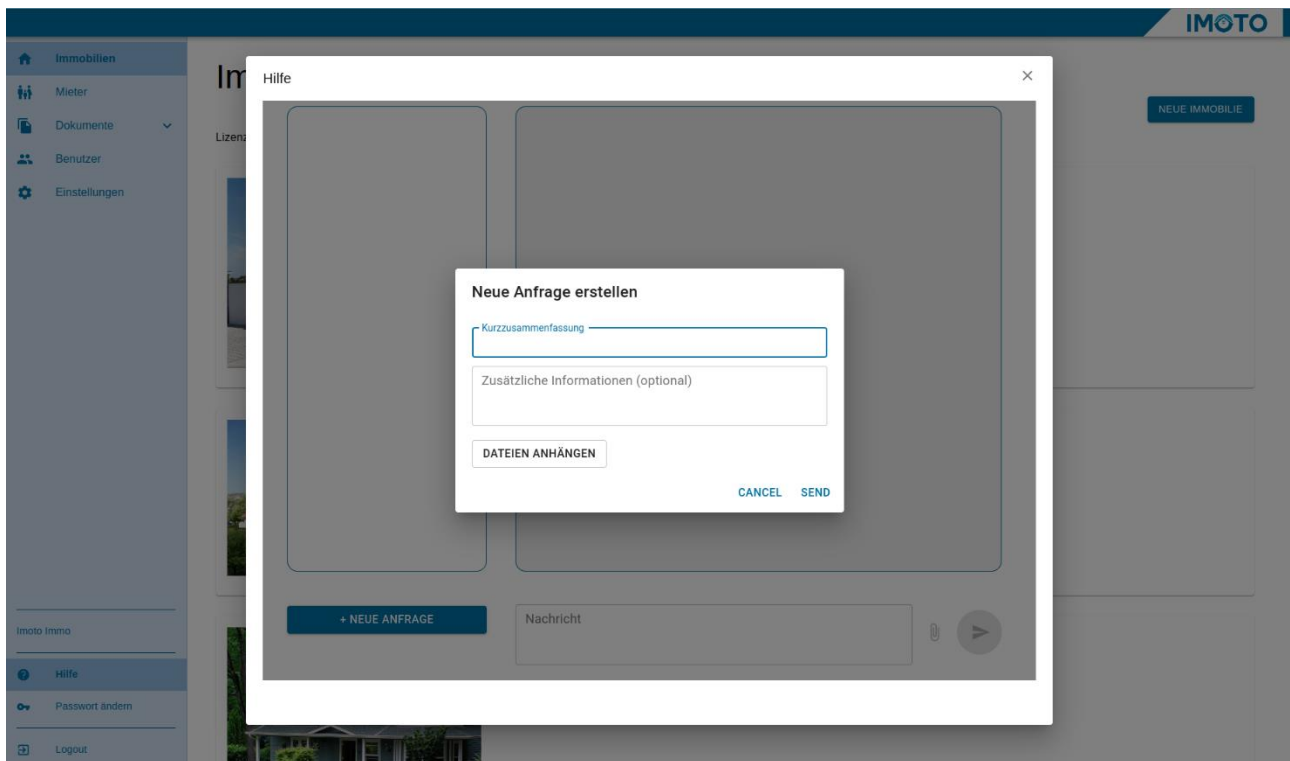 IMOTO
Immobilien
Mieter
Dokumente
Benutzer
Einstellungen
Imoto Immo
Hilfe
Passwort ändern
Logout
Im
NEUE IMMOBILIE
Hilfe
+ NEUE ANFRAGE
Nachricht
Neue Anfrage erstellen
Kurzzusammenfassung
Zusätzliche Informationen (optional)
DATEIEN ANHÄNGEN
CANCEL SEND